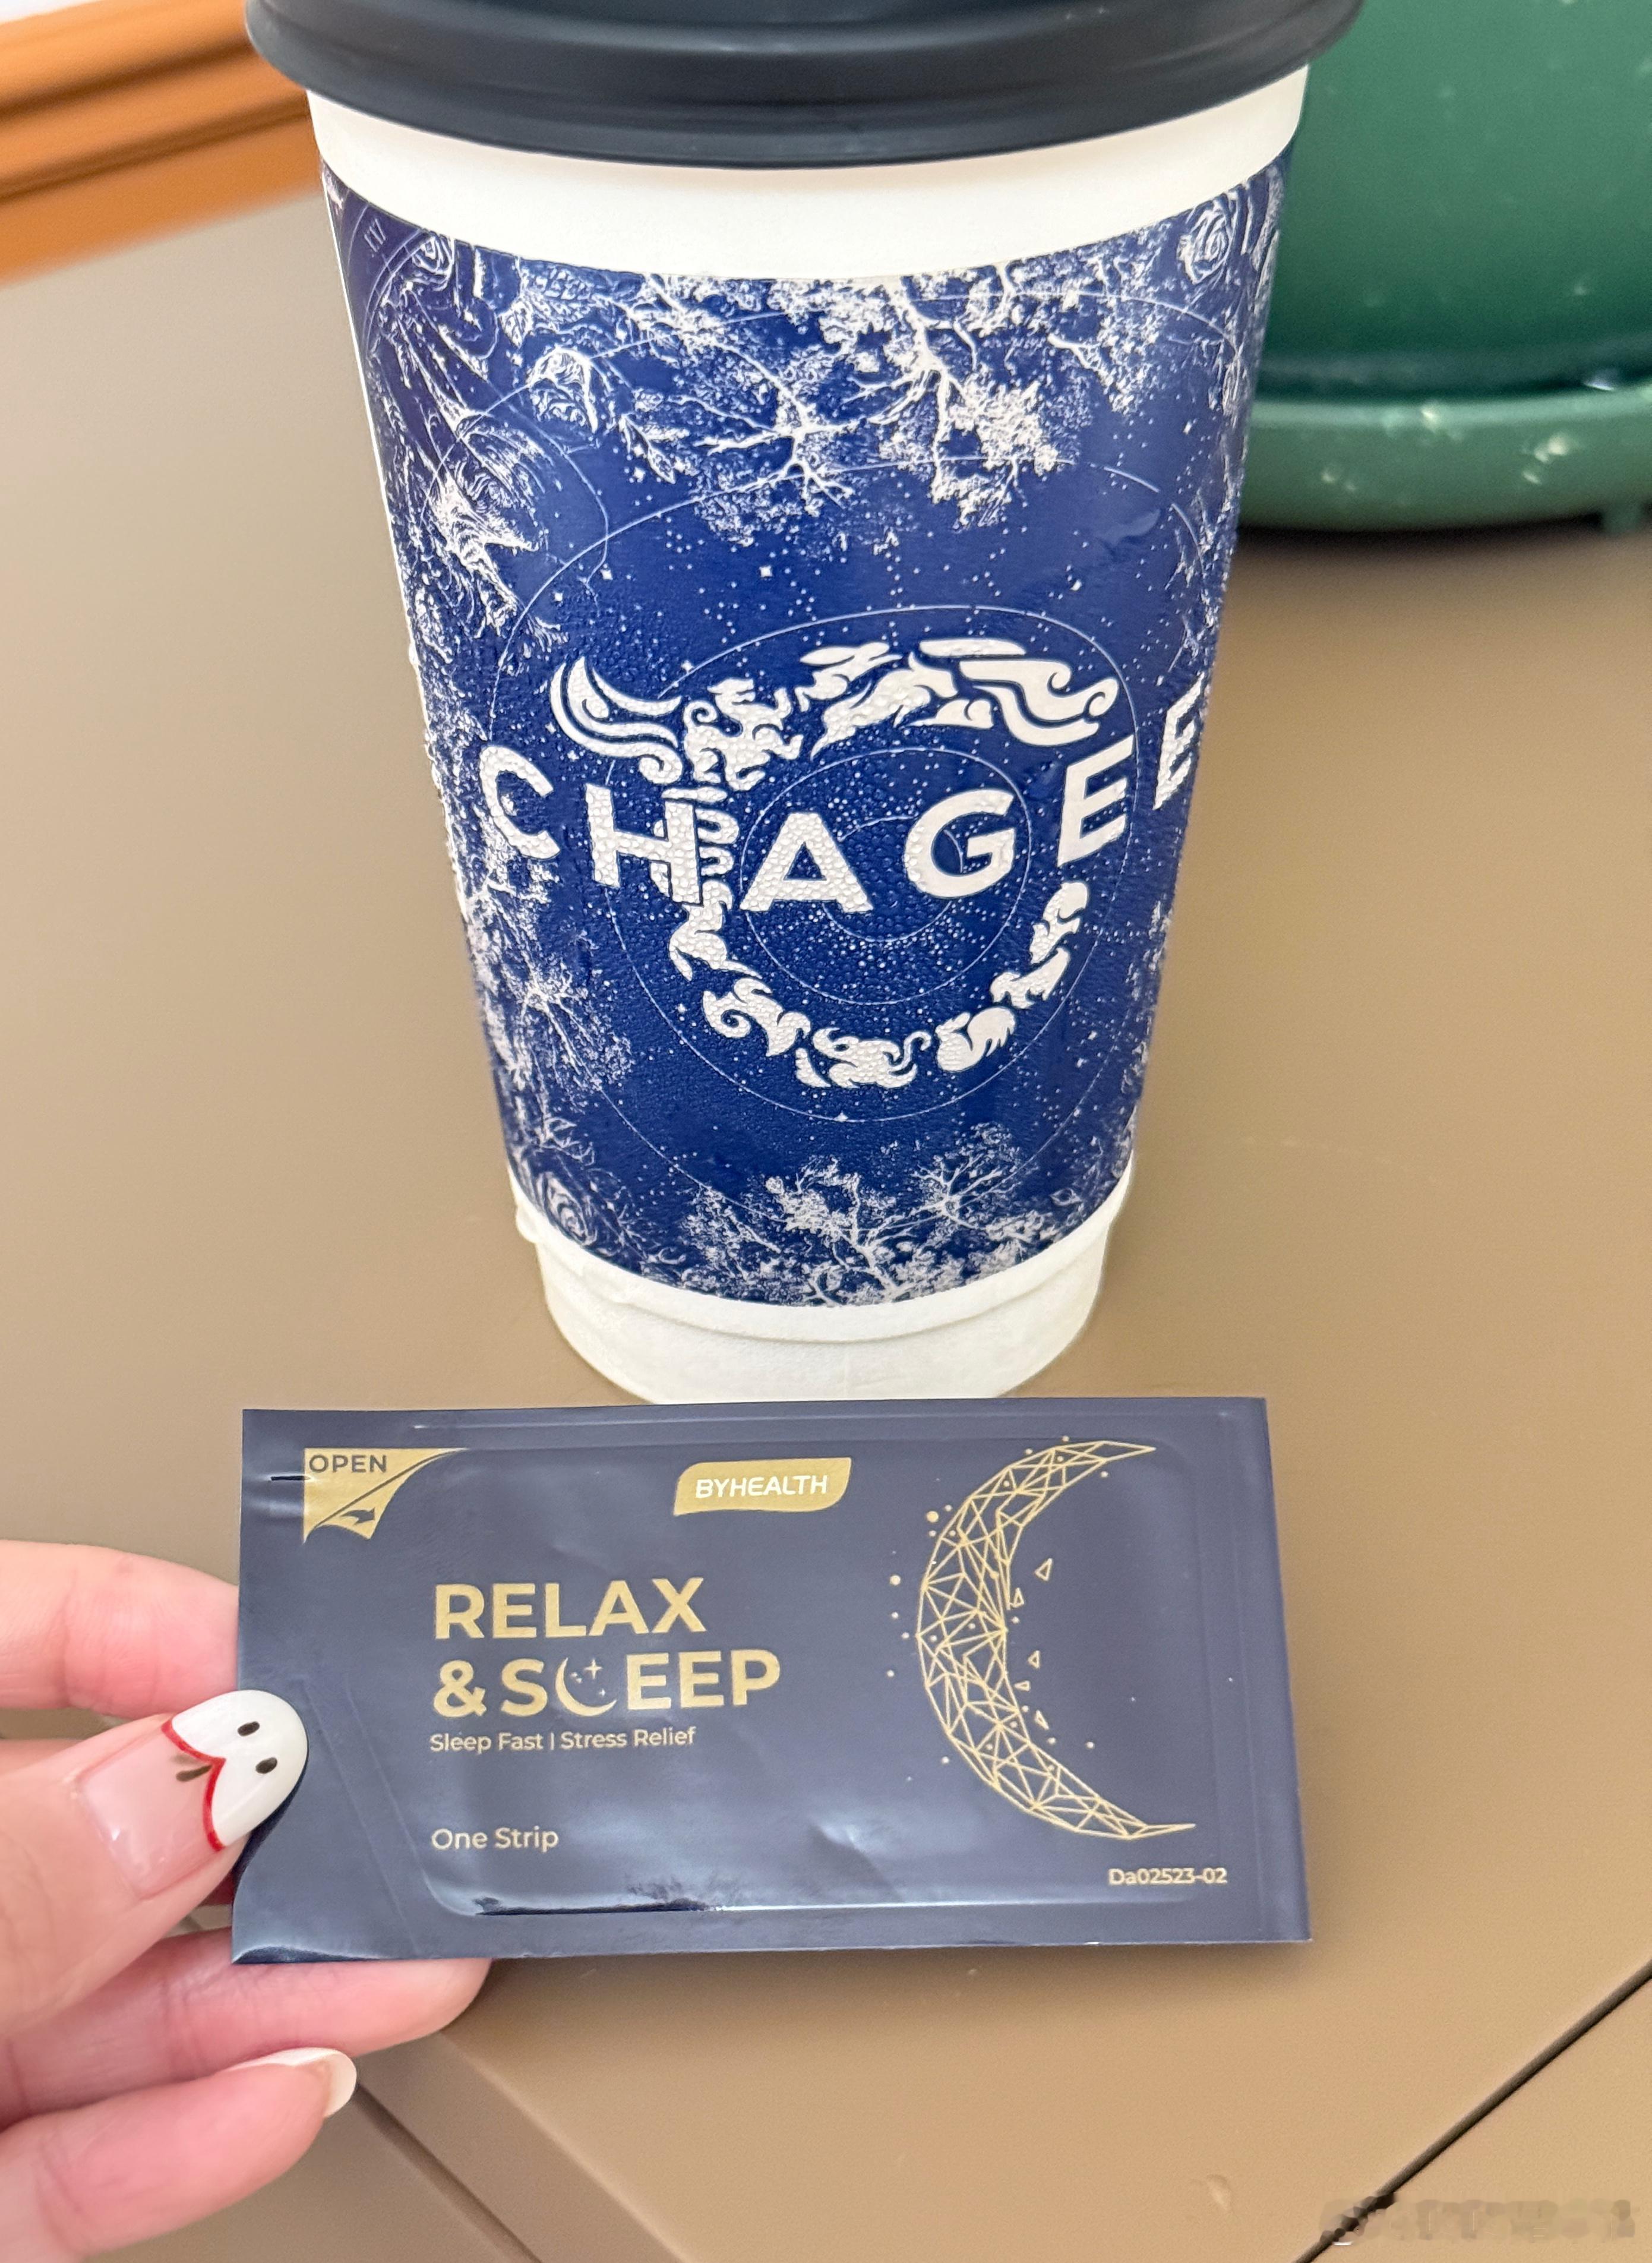 CHAGEE
OPEN
BYHEALTH
RELAX
& SLEEP
Sleep Fast | Stress Relief
One Strip
Da02523-02